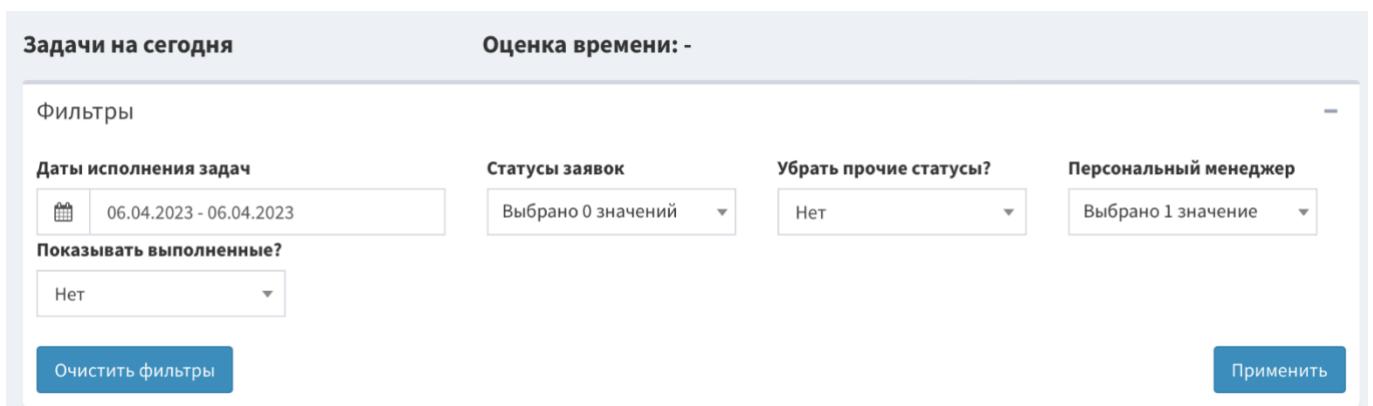 Задачи на сегодня
Оценка времени: -
Фильтры
Даты исполнения задач
Статусы заявок
Убрать прочие статусы?
Персональный менеджер
06.04.2023 - 06.04.2023
Выбрано 0 значений
Нет
Выбрано 1 значение
Показывать выполненные?
Нет
Очистить фильтры
Применить